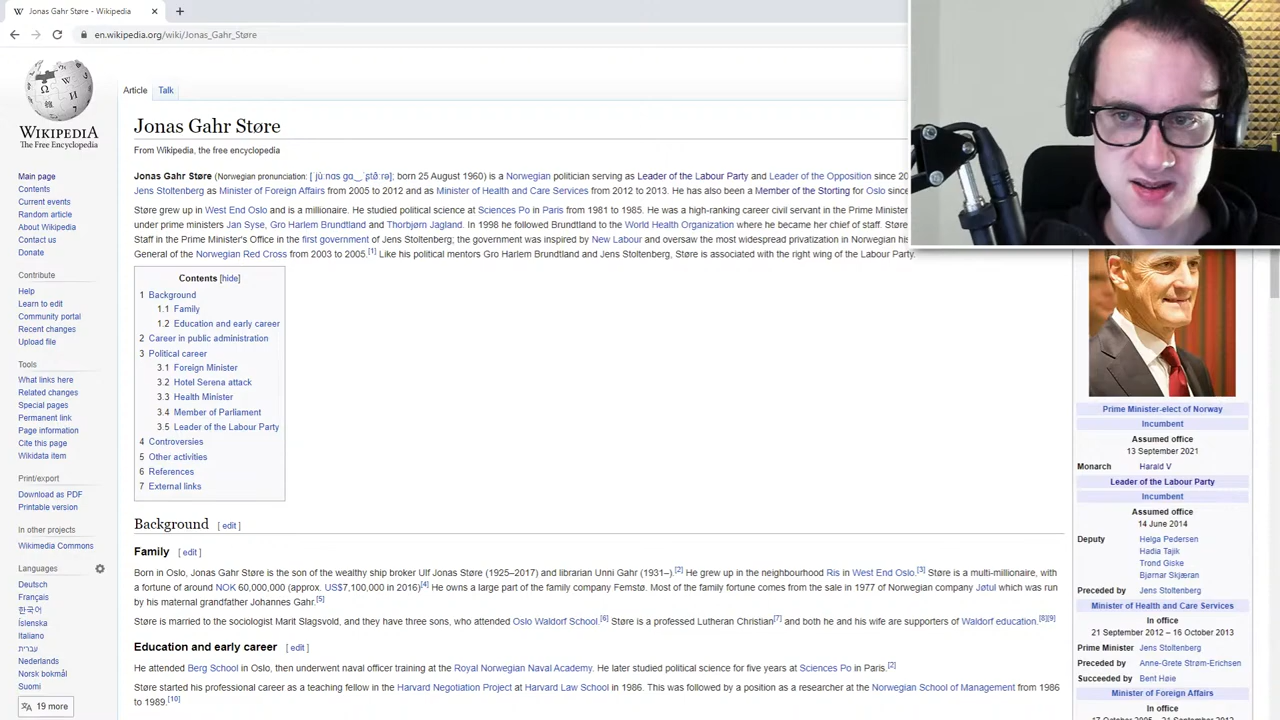 Jonas Gahr Støre - Wikipedia
en.wikipedia.org/wiki/Jonas_Gahr_Støre
WIKIPEDIA
The Free Encyclopedia
Main page
Contents
Current events
Random article
About Wikipedia
Contact us
Donate
Contribute
Help
Learn to edit
Community portal
Recent changes
Upload file
Tools
What links here
Related changes
Special pages
Permanent link
Page information
Cite this page
Wikidata item
Print/export
Download as PDF
Printable version
In other projects
Wikimedia Commons
Languages
Deutsch
Français
한국어
Íslenska
Italiano
עברית
Nederlands
Norsk bokmål
Suomi
19 more
Article Talk
Jonas Gahr Støre
From Wikipedia, the free encyclopedia
Jonas Gahr Støre (Norwegian pronunciation: born 25 August 1960) is a Norwegian politician serving as Leader of the Labour Party and Leader of the Opposition since 20
Jens Stoltenberg as Minister of Foreign Affairs from 2005 to 2012 and as Minister of Health and Care Services from 2012 to 2013. He has also been a Member of the Storting for Oslo since
Støre grew up in West End Oslo and is a millionaire. He studied political science at Sciences Po in Paris from 1981 to 1985. He was a high-ranking career civil servant in the Prime Minister
under prime ministers Jan Syse, Gro Harlem Brundtland and Thorbjørn Jagland. In 1998 he followed Brundtland to the World Health Organization where he became her chief of staff. Støre
Staff in the Prime Minister's Office in the first government of Jens Stoltenberg; the government was inspired by New Labour and oversaw the most widespread privatization in Norwegian his
General of the Norwegian Red Cross from 2003 to 2005.[1] Like his political mentors Gro Harlem Brundtland and Jens Stoltenberg, Støre is associated with the right wing of the Labour Party.
Contents [hide]
1 Background
1.1 Family
1.2 Education and early career
2 Career in public administration
3 Political career
3.1 Foreign Minister
3.2 Hotel Serena attack
3.3 Health Minister
3.4 Member of Parliament
3.5 Leader of the Labour Party
4 Controversies
5 Other activities
6 References
7 External links
Background [ edit ]
Family [ edit ]
Born in Oslo, Jonas Gahr Støre is the son of the wealthy ship broker Ulf Jonas Støre (1925–2017) and librarian Unni Gahr (1931–).[2] He grew up in the neighbourhood Ris in West End Oslo.[3] Støre is a multi-millionaire, with
a fortune of around NOK 60,000,000 (approx. US$7,100,000 in 2016)[4] He owns a large part of the family company Femstø. Most of the family fortune comes from the sale in 1977 of Norwegian company Jøtul which was run
by his maternal grandfather Johannes Gahr.[5]
Støre is married to the sociologist Marit Slagsvold, and they have three sons, who attended Oslo Waldorf School.[6] Støre is a professed Lutheran Christian[7] and both he and his wife are supporters of Waldorf education.[8][9]
Education and early career [ edit ]
He attended Berg School in Oslo, then underwent naval officer training at the Royal Norwegian Naval Academy. He later studied political science for five years at Sciences Po in Paris.[2]
Støre started his professional career as a teaching fellow in the Harvard Negotiation Project at Harvard Law School in 1986. This was followed by a position as a researcher at the Norwegian School of Management from 1986
to 1989.[10]
Prime Minister-elect of Norway
Incumbent
Assumed office
13 September 2021
Monarch Harald V
Leader of the Labour Party
Incumbent
Assumed office
14 June 2014
Deputy Helga Pedersen
Hadia Tajik
Trond Giske
Bjørnar Skjæran
Preceded by Jens Stoltenberg
Minister of Health and Care Services
In office
21 September 2012 – 16 October 2013
Prime Minister Jens Stoltenberg
Preceded by Anne-Grete Strøm-Erichsen
Succeeded by Bent Høie
Minister of Foreign Affairs
In office
17 October 2005 – 21 September 2012